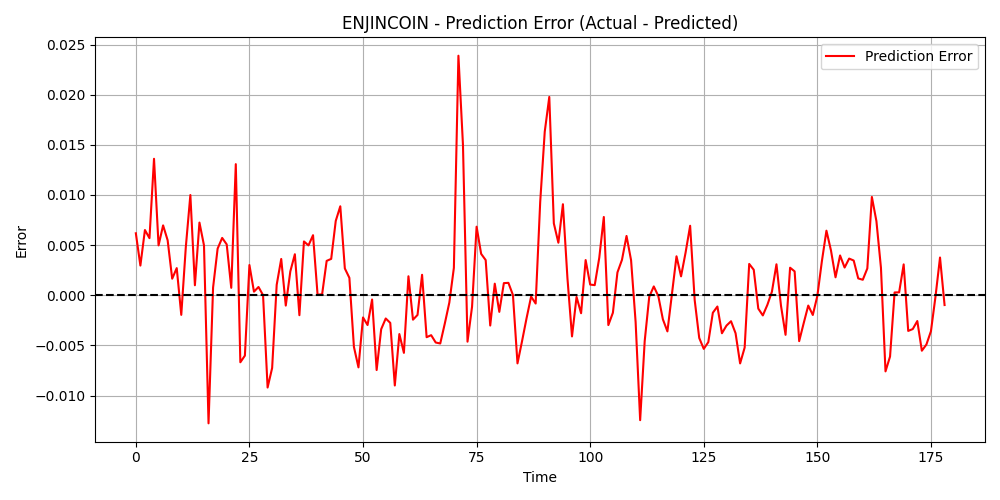 ENJINCOIN - Prediction Error (Actual - Predicted)
Prediction Error
0.025
0.020
0.015
0.010
0.005
0.000
−0.005
−0.010
Error
0 25 50 75 100 125 150 175
Time